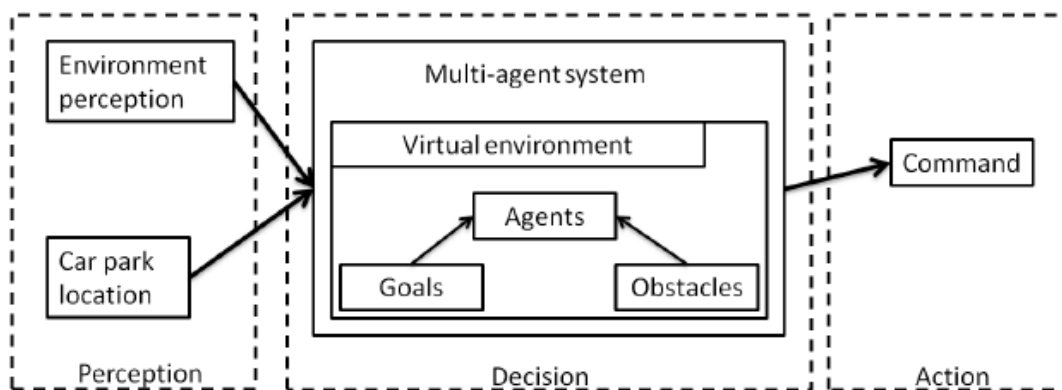 Environment
perception
Car park
location
Perception
Multi-agent system
Virtual environment
Agents
Goals
Obstacles
Decision
Command
Action